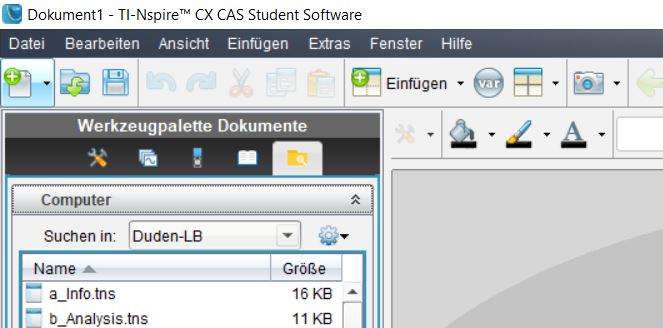 Dokument1 - TI-Nspire™ CX CAS Student Software
Datei Bearbeiten Ansicht Einfügen Extras Fenster Hilfe
Einfügen var
Werkzeugpalette Dokumente
A
Computer
Suchen in: Duden-LB
Name Größe
a_Info.tns 16 KB
b_Analysis.tns 11 KB